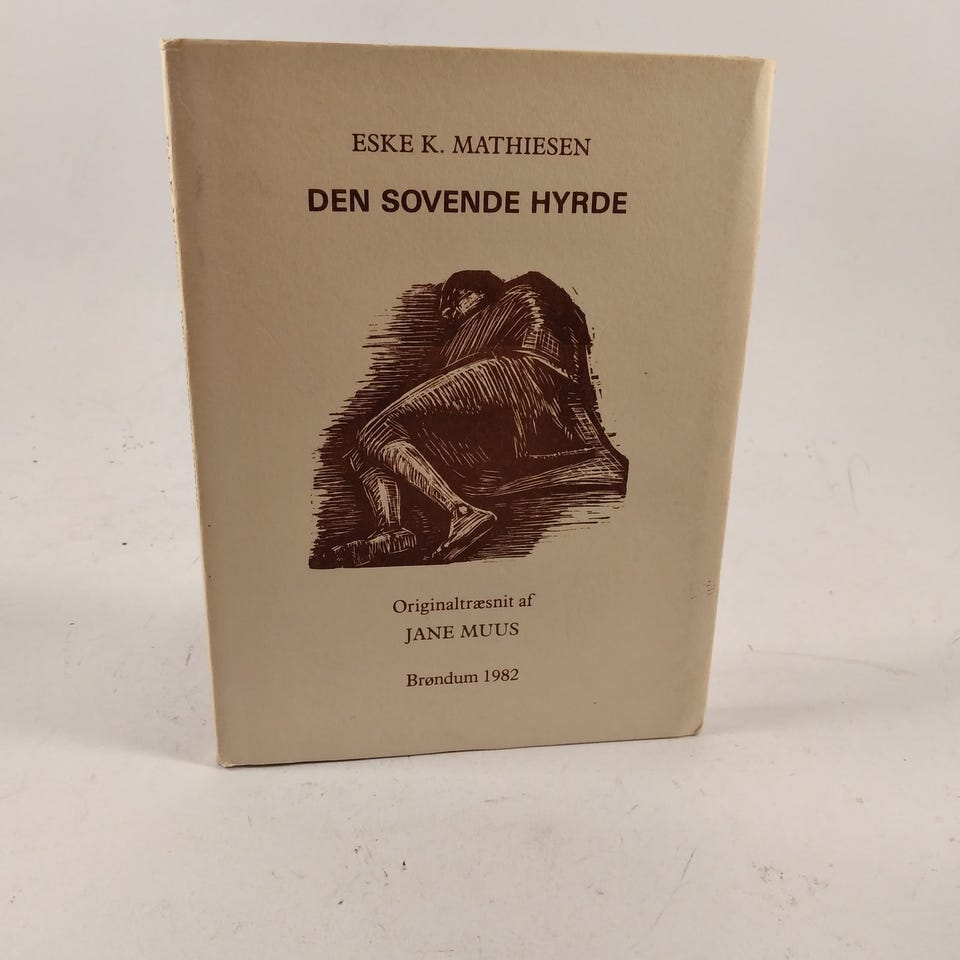 ESKE K. MATHIESEN
DEN SOVENDE HYRDE
Originaltræsnit af
JANE MUUS
Brøndum 1982